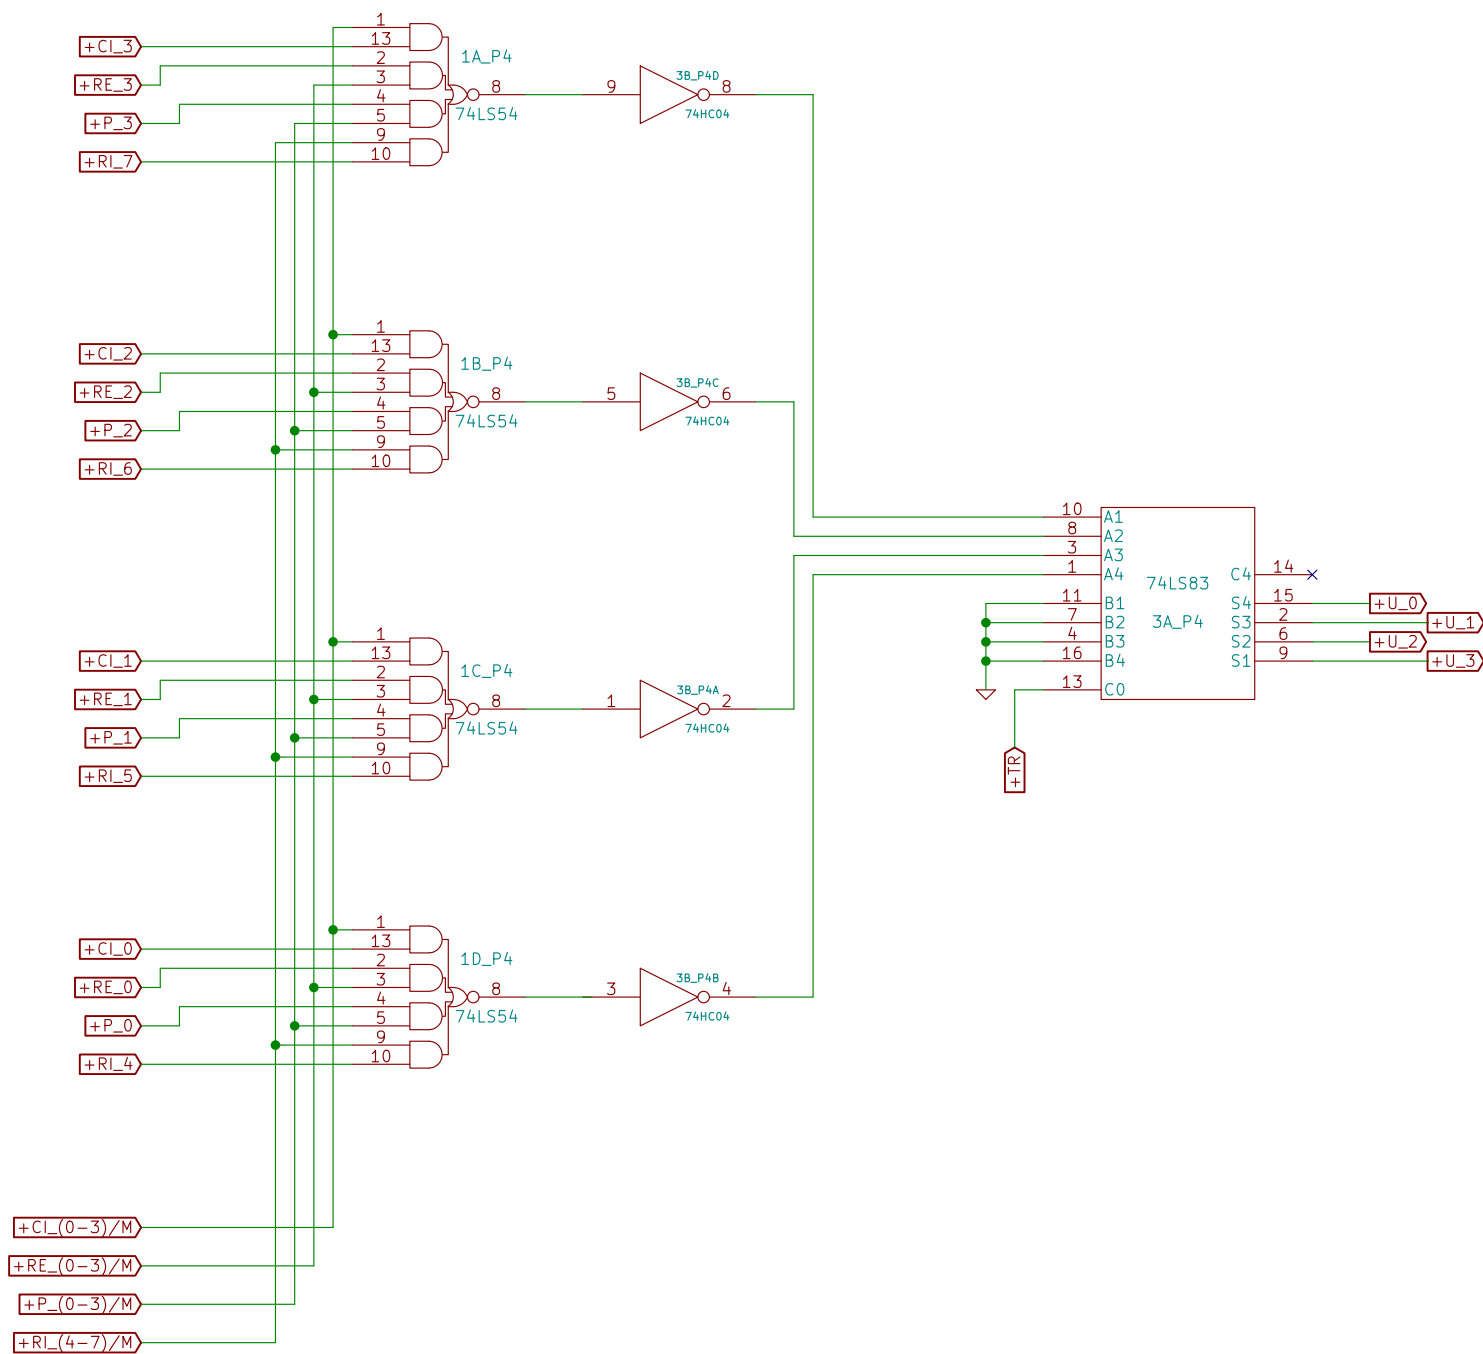 1
+CI_3 13
1A_P4
+RE_3 2
3
+P_3 4
5
9
+RI_7 10
8
74LS54
9
3B_P4D
8
74HC04
1
+CI_2 13
1B_P4
+RE_2 2
3
+P_2 4
5
9
+RI_6 10
8
74LS54
5
3B_P4C
6
74HC04
1
+CI_1 13
1C_P4
+RE_1 2
3
+P_1 4
5
9
+RI_5 10
8
74LS54
1
3B_P4A
2
74HC04
1
+CI_0 13
1D_P4
+RE_0 2
3
+P_0 4
5
9
+RI_4 10
8
74LS54
3
3B_P4B
4
74HC04
10 A1
8 A2
3 A3
1 A4
11 B1
7 B2
4 B3
16 B4
13 C0
74LS83
3A_P4
C4 14
S4 15 +U_0
S3 2 +U_1
S2 6 +U_2
S1 9 +U_3
+TR
+CI_(0-3)/M
+RE_(0-3)/M
+P_(0-3)/M
+RI_(4-7)/M